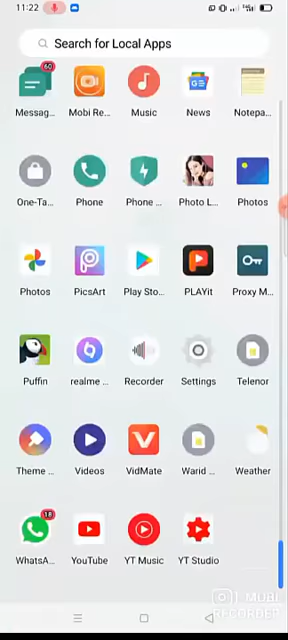 11:22
Search for Local Apps
Messag... Mobi Re... Music News Notepa...
One-Ta... Phone Phone ... Photo L... Photos
Photos PicsArt Play Sto... PLAYit Proxy M...
Puffin realme ... Recorder Settings Telenor
Theme ... Videos VidMate Warid ... Weather
WhatsA... YouTube YT Music YT Studio
60
18
MOBI
RECORDER